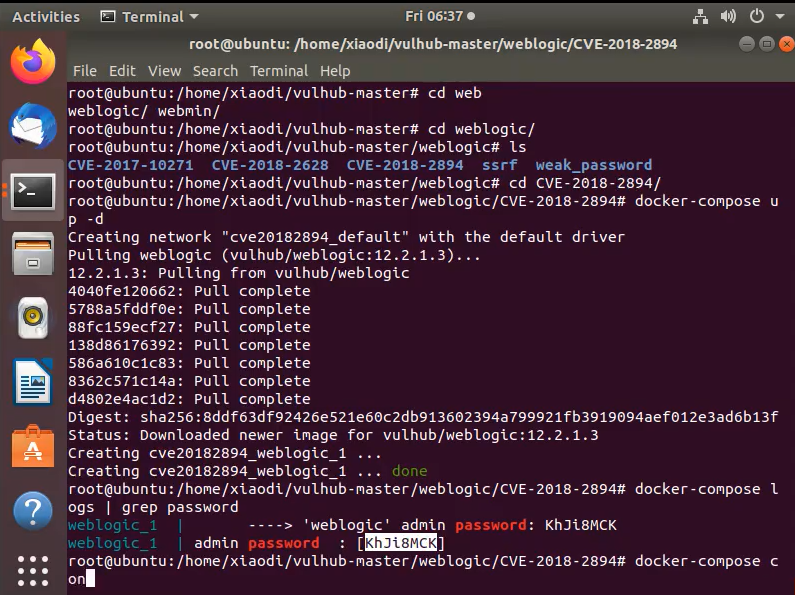 Activities
Terminal
Fri 06:37
root@ubuntu: /home/xiaodi/vulhub-master/weblogic/CVE-2018-2894
File Edit View Search Terminal Help
root@ubuntu:/home/xiaodi/vulhub-master# cd web
weblogic/ webmin/
root@ubuntu:/home/xiaodi/vulhub-master# cd weblogic/
root@ubuntu:/home/xiaodi/vulhub-master/weblogic# ls
CVE-2017-10271 CVE-2018-2628 CVE-2018-2894 ssrf weak_password
root@ubuntu:/home/xiaodi/vulhub-master/weblogic# cd CVE-2018-2894/
root@ubuntu:/home/xiaodi/vulhub-master/weblogic/CVE-2018-2894# docker-compose u
p -d
Creating network "cve20182894_default" with the default driver
Pulling weblogic (vulhub/weblogic:12.2.1.3)...
12.2.1.3: Pulling from vulhub/weblogic
4040fe120662: Pull complete
5788a5fddf0e: Pull complete
88fc159ecf27: Pull complete
138d86176392: Pull complete
586a610c1c83: Pull complete
8362c571c14a: Pull complete
d4802e4ac1d2: Pull complete
Digest: sha256:8ddf63df92426e521e60c2db913602394a799921fb3919094aef012e3ad6b13f
Status: Downloaded newer image for vulhub/weblogic:12.2.1.3
Creating cve20182894_weblogic_1 ...
Creating cve20182894_weblogic_1 ... done
root@ubuntu:/home/xiaodi/vulhub-master/weblogic/CVE-2018-2894# docker-compose l
ogs | grep password
weblogic_1 | ----> 'weblogic' admin password: KhJi8MCK
weblogic_1 | admin password : [KhJi8MCK]
root@ubuntu:/home/xiaodi/vulhub-master/weblogic/CVE-2018-2894# docker-compose c
on